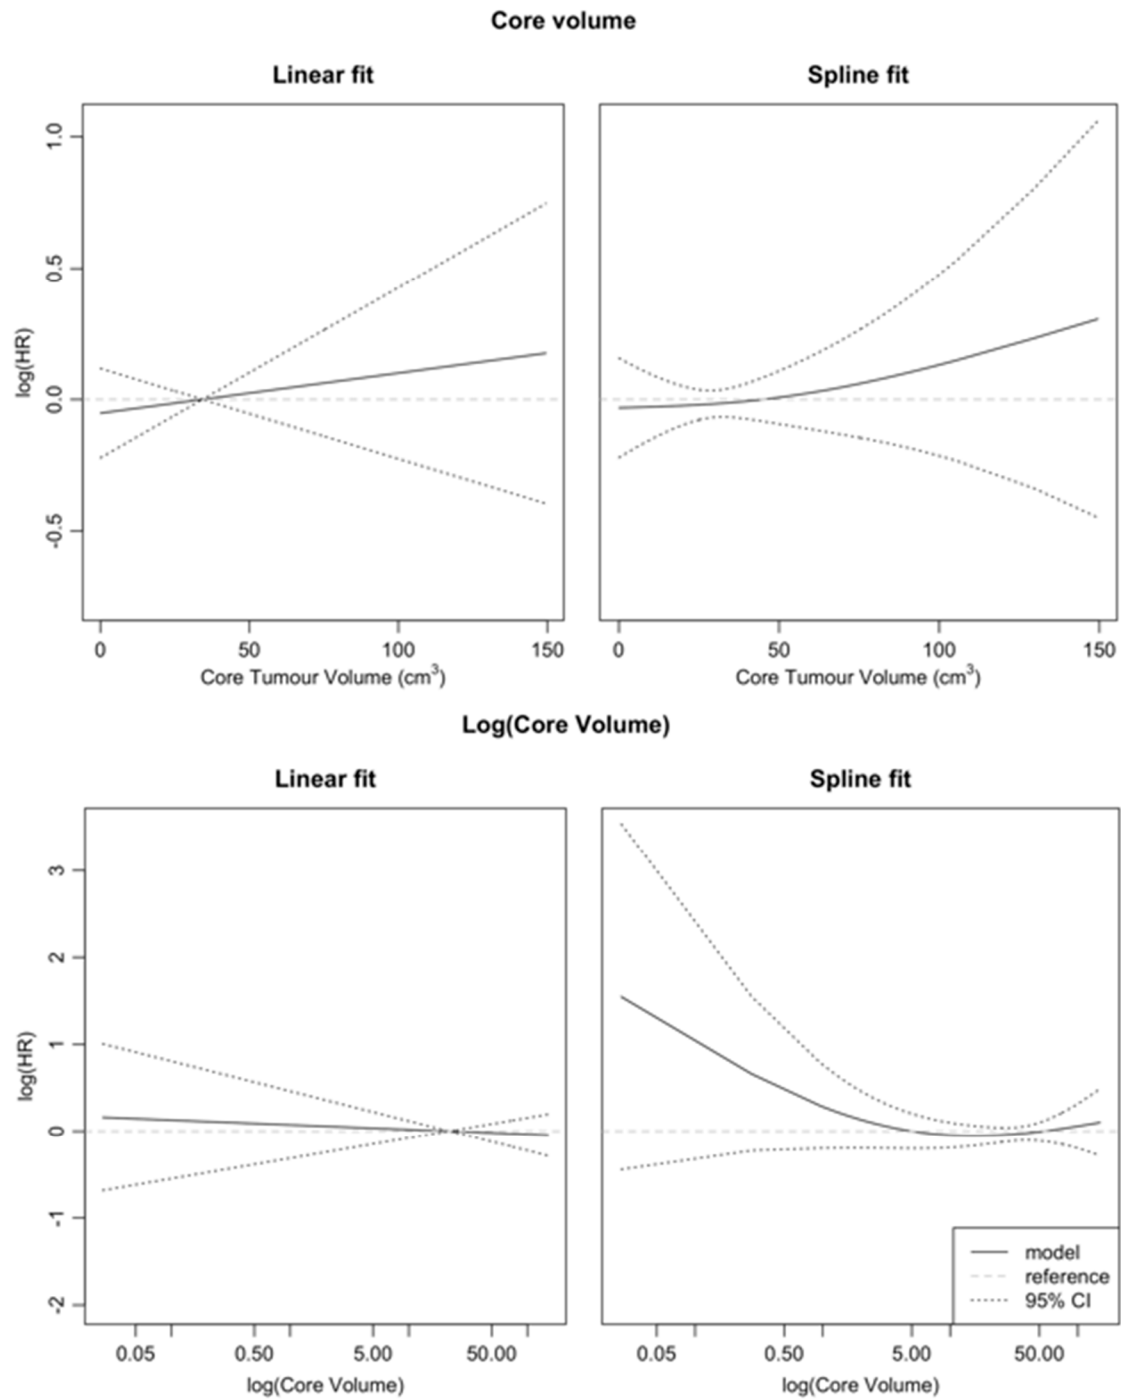 Core volume
Linear fit
Spline fit
log(HR)
1.0
0.5
0.0
-0.5
0 50 100 150
0 50 100 150
Core Tumour Volume (cm³)
Core Tumour Volume (cm³)
Log(Core Volume)
Linear fit
Spline fit
log(HR)
3
2
1
0
-1
-2
model
reference
95% CI
0.05 0.50 5.00 50.00
0.05 0.50 5.00 50.00
log(Core Volume)
log(Core Volume)